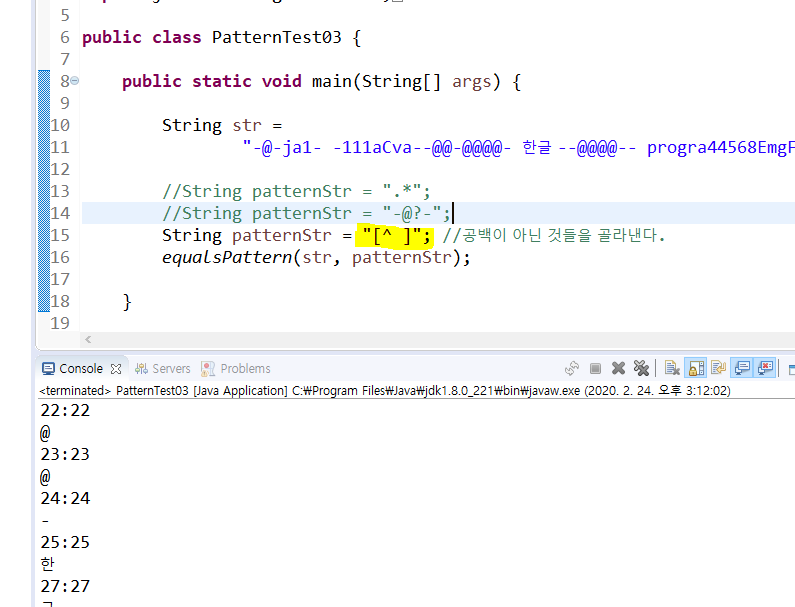 5
6 public class PatternTest03 {
7
8 public static void main(String[] args) {
9
10 String str =
11 "-@-ja1- -111aCva--@@-@@@@- 한글 --@@@@-- progra44568EmgF
12
13 //String patternStr = ".*";
14 //String patternStr = "-@?-";
15 String patternStr = "[^ ]"; //공백이 아닌 것들을 골라낸다.
16 equalsPattern(str, patternStr);
17
18 }
19
Console Servers Problems
<terminated> PatternTest03 [Java Application] C:₩Program Files₩Java₩jdk1.8.0_221₩bin₩javaw.exe (2020. 2. 24. 오후 3:12:02)
22:22
@
23:23
@
24:24
-
25:25
한
27:27